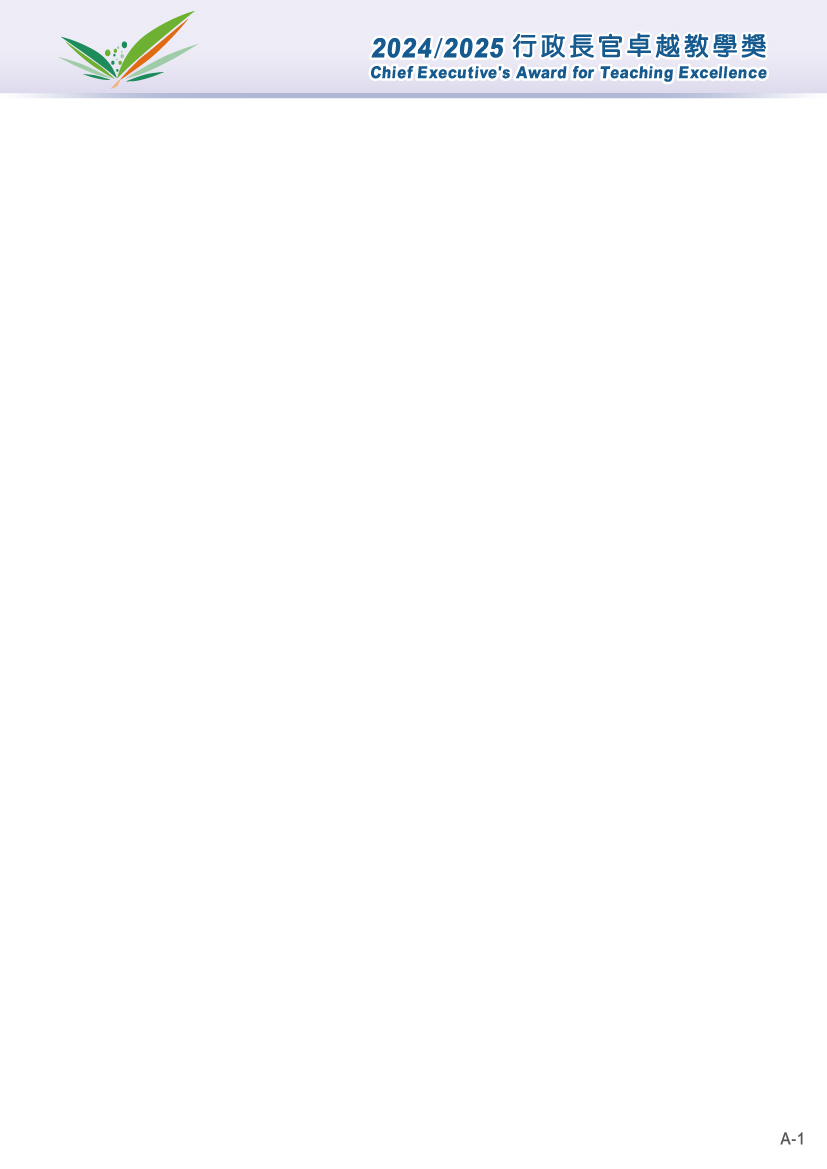 2024/2025 行政長官卓越教學獎
Chief Executive's Award for Teaching Excellence
A-1